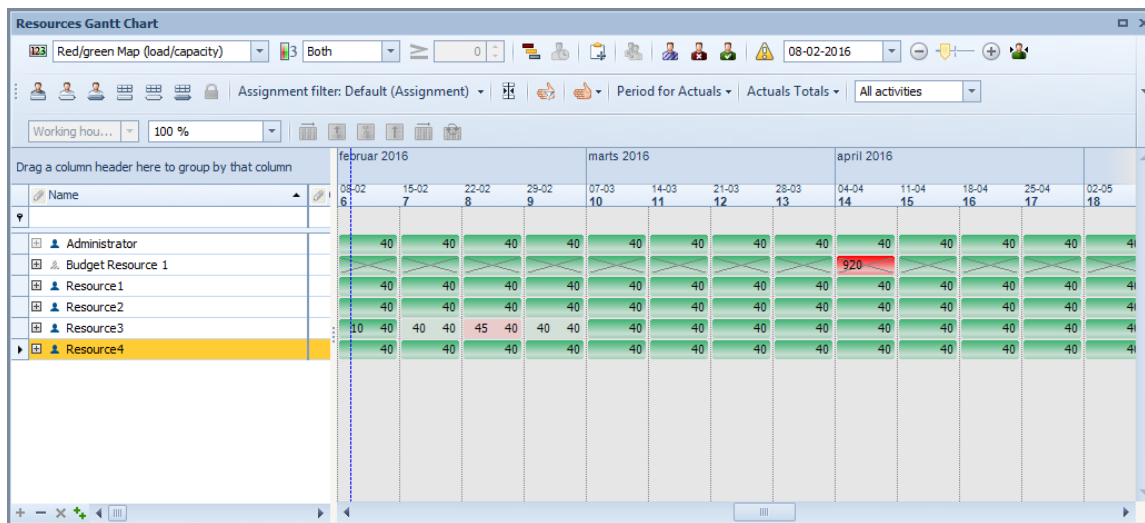 Resources Gantt Chart
123 Red/green Map (load/capacity) 3 Both ≥ 0 08-02-2016
Assignment filter: Default (Assignment) Period for Actuals Actuals Totals All activities
Working hou... 100 %
Drag a column header here to group by that column februar 2016 marts 2016 april 2016
Name 08-02 15-02 22-02 29-02 07-03 14-03 21-03 28-03 04-04 11-04 18-04 25-04 02-05
6 7 8 9 10 11 12 13 14 15 16 17 18
Administrator 40 40 40 40 40 40 40 40 40 40 40 40
Budget Resource 1 920
Resource1 40 40 40 40 40 40 40 40 40 40 40 40
Resource2 40 40 40 40 40 40 40 40 40 40 40 40
Resource3 10 40 40 40 45 40 40 40 40 40 40 40 40 40 40 40
Resource4 40 40 40 40 40 40 40 40 40 40 40 40